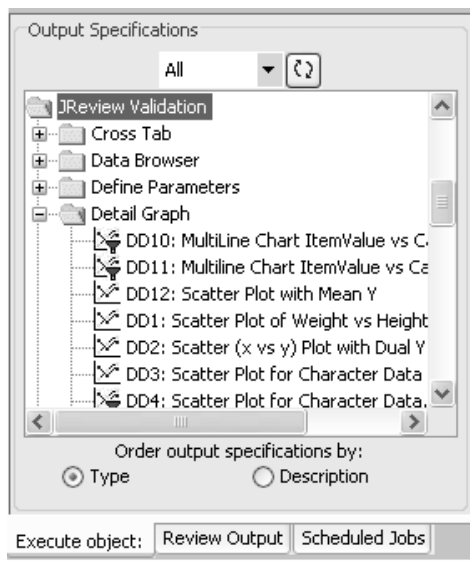 Output Specifications
All
JReview Validation
Cross Tab
Data Browser
Define Parameters
Detail Graph
DD10: MultiLine Chart ItemValue vs
DD11: Multiline Chart ItemValue vs Ca
DD12: Scatter Plot with Mean Y
DD1: Scatter Plot of Weight vs Height
DD2: Scatter (x vs y) Plot with Dual Y
DD3: Scatter Plot for Character Data
DD4: Scatter Plot for Character Data.
Order output specifications by:
Type Description
Execute object: Review Output Scheduled Jobs